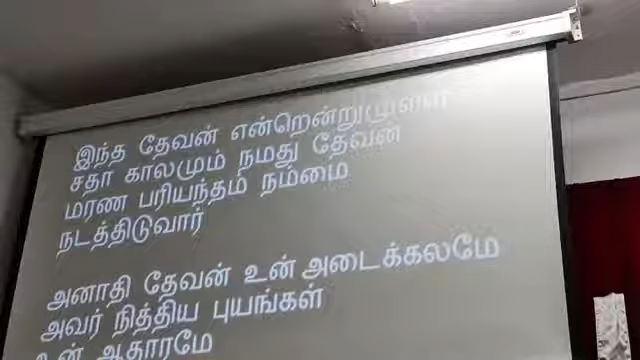 இந்த தேவன் என்றென்றுமுள்ள
சதா காலமும் நமது தேவன்
மரண பரியந்தம் நம்மை
நடத்திடுவார்
அனாதி தேவன் உன் அடைக்கலமே
அவர் நித்திய புயங்கள்
உன் ஆதாரமே